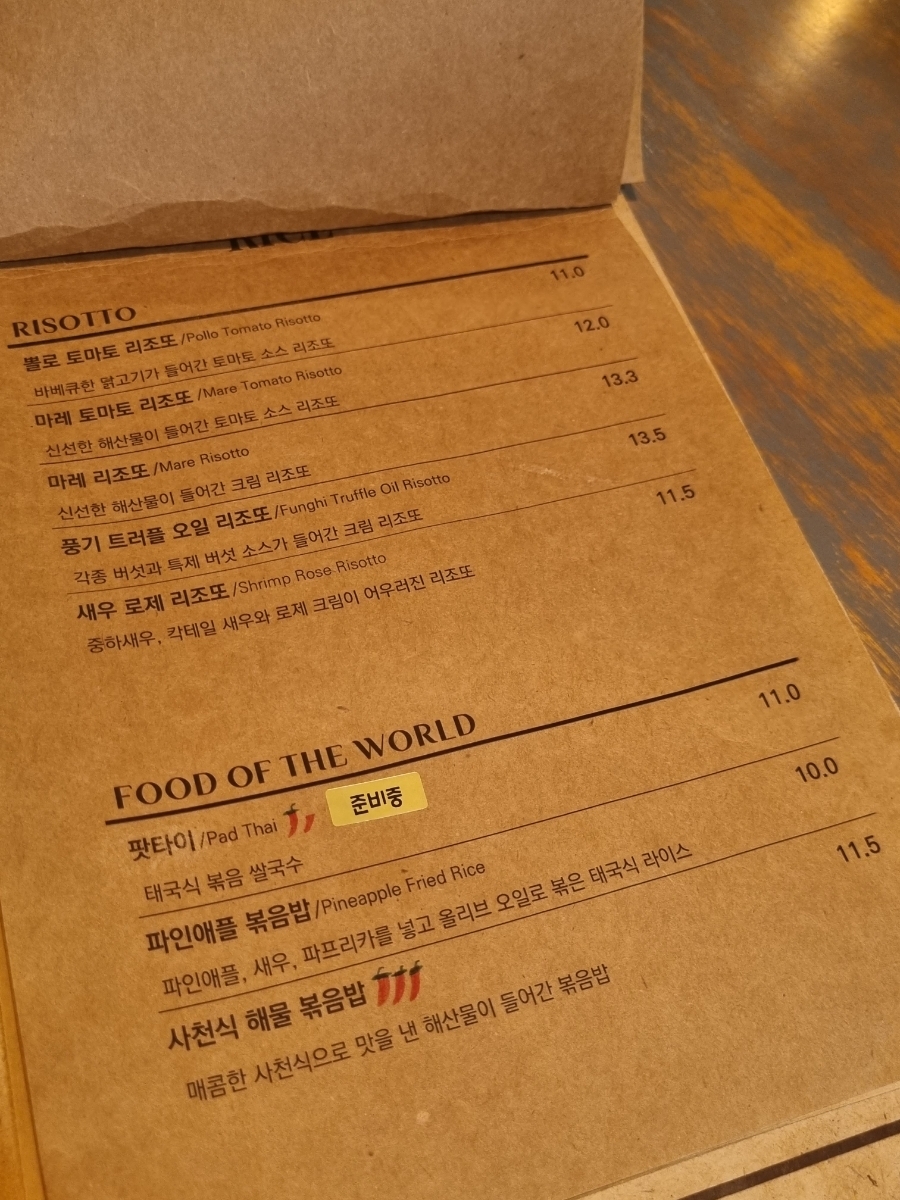 RICE
RISOTTO
뽈로 토마토 리조또 /Pollo Tomato Risotto 11.0
바베큐한 닭고기가 들어간 토마토 소스 리조또
마레 토마토 리조또 /Mare Tomato Risotto 12.0
신선한 해산물이 들어간 토마토 소스 리조또
마레 리조또 /Mare Risotto 13.3
신선한 해산물이 들어간 크림 리조또
풍기 트러플 오일 리조또 /Funghi Truffle Oil Risotto 13.5
각종 버섯과 특제 버섯 소스가 들어간 크림 리조또
새우 로제 리조또 /Shrimp Rose Risotto 11.5
중하새우, 칵테일 새우와 로제 크림이 어우러진 리조또
FOOD OF THE WORLD
팟타이 /Pad Thai 준비중 11.0
태국식 볶음 쌀국수
파인애플 볶음밥 /Pineapple Fried Rice 10.0
파인애플, 새우, 파프리카를 넣고 올리브 오일로 볶은 태국식 라이스
사천식 해물 볶음밥 11.5
매콤한 사천식으로 맛을 낸 해산물이 들어간 볶음밥